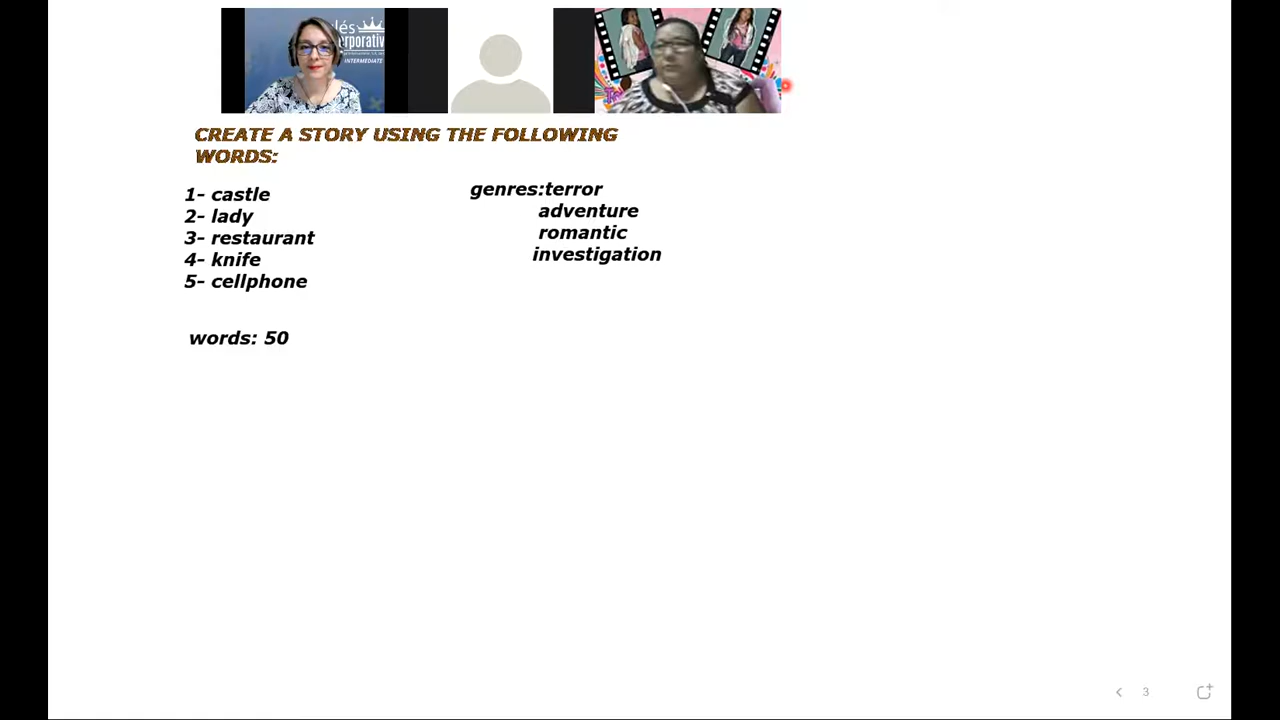 INTERMEDIATE
CREATE A STORY USING THE FOLLOWING
WORDS:
1- castle
2- lady
3- restaurant
4- knife
5- cellphone
genres:terror
adventure
romantic
investigation
words: 50
3